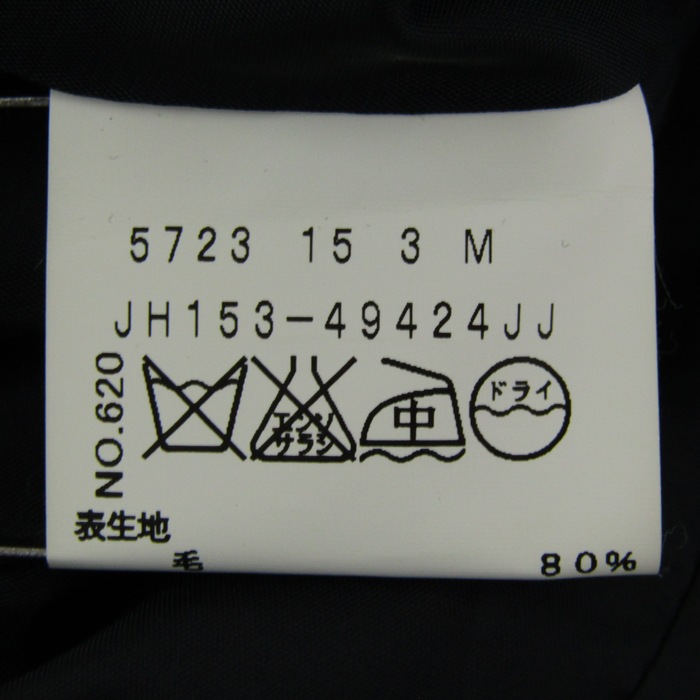 5723 15 3 M
JH153-49424JJ
NO.620
エンソ
サラシ
中
ドライ
表生地
毛 80%